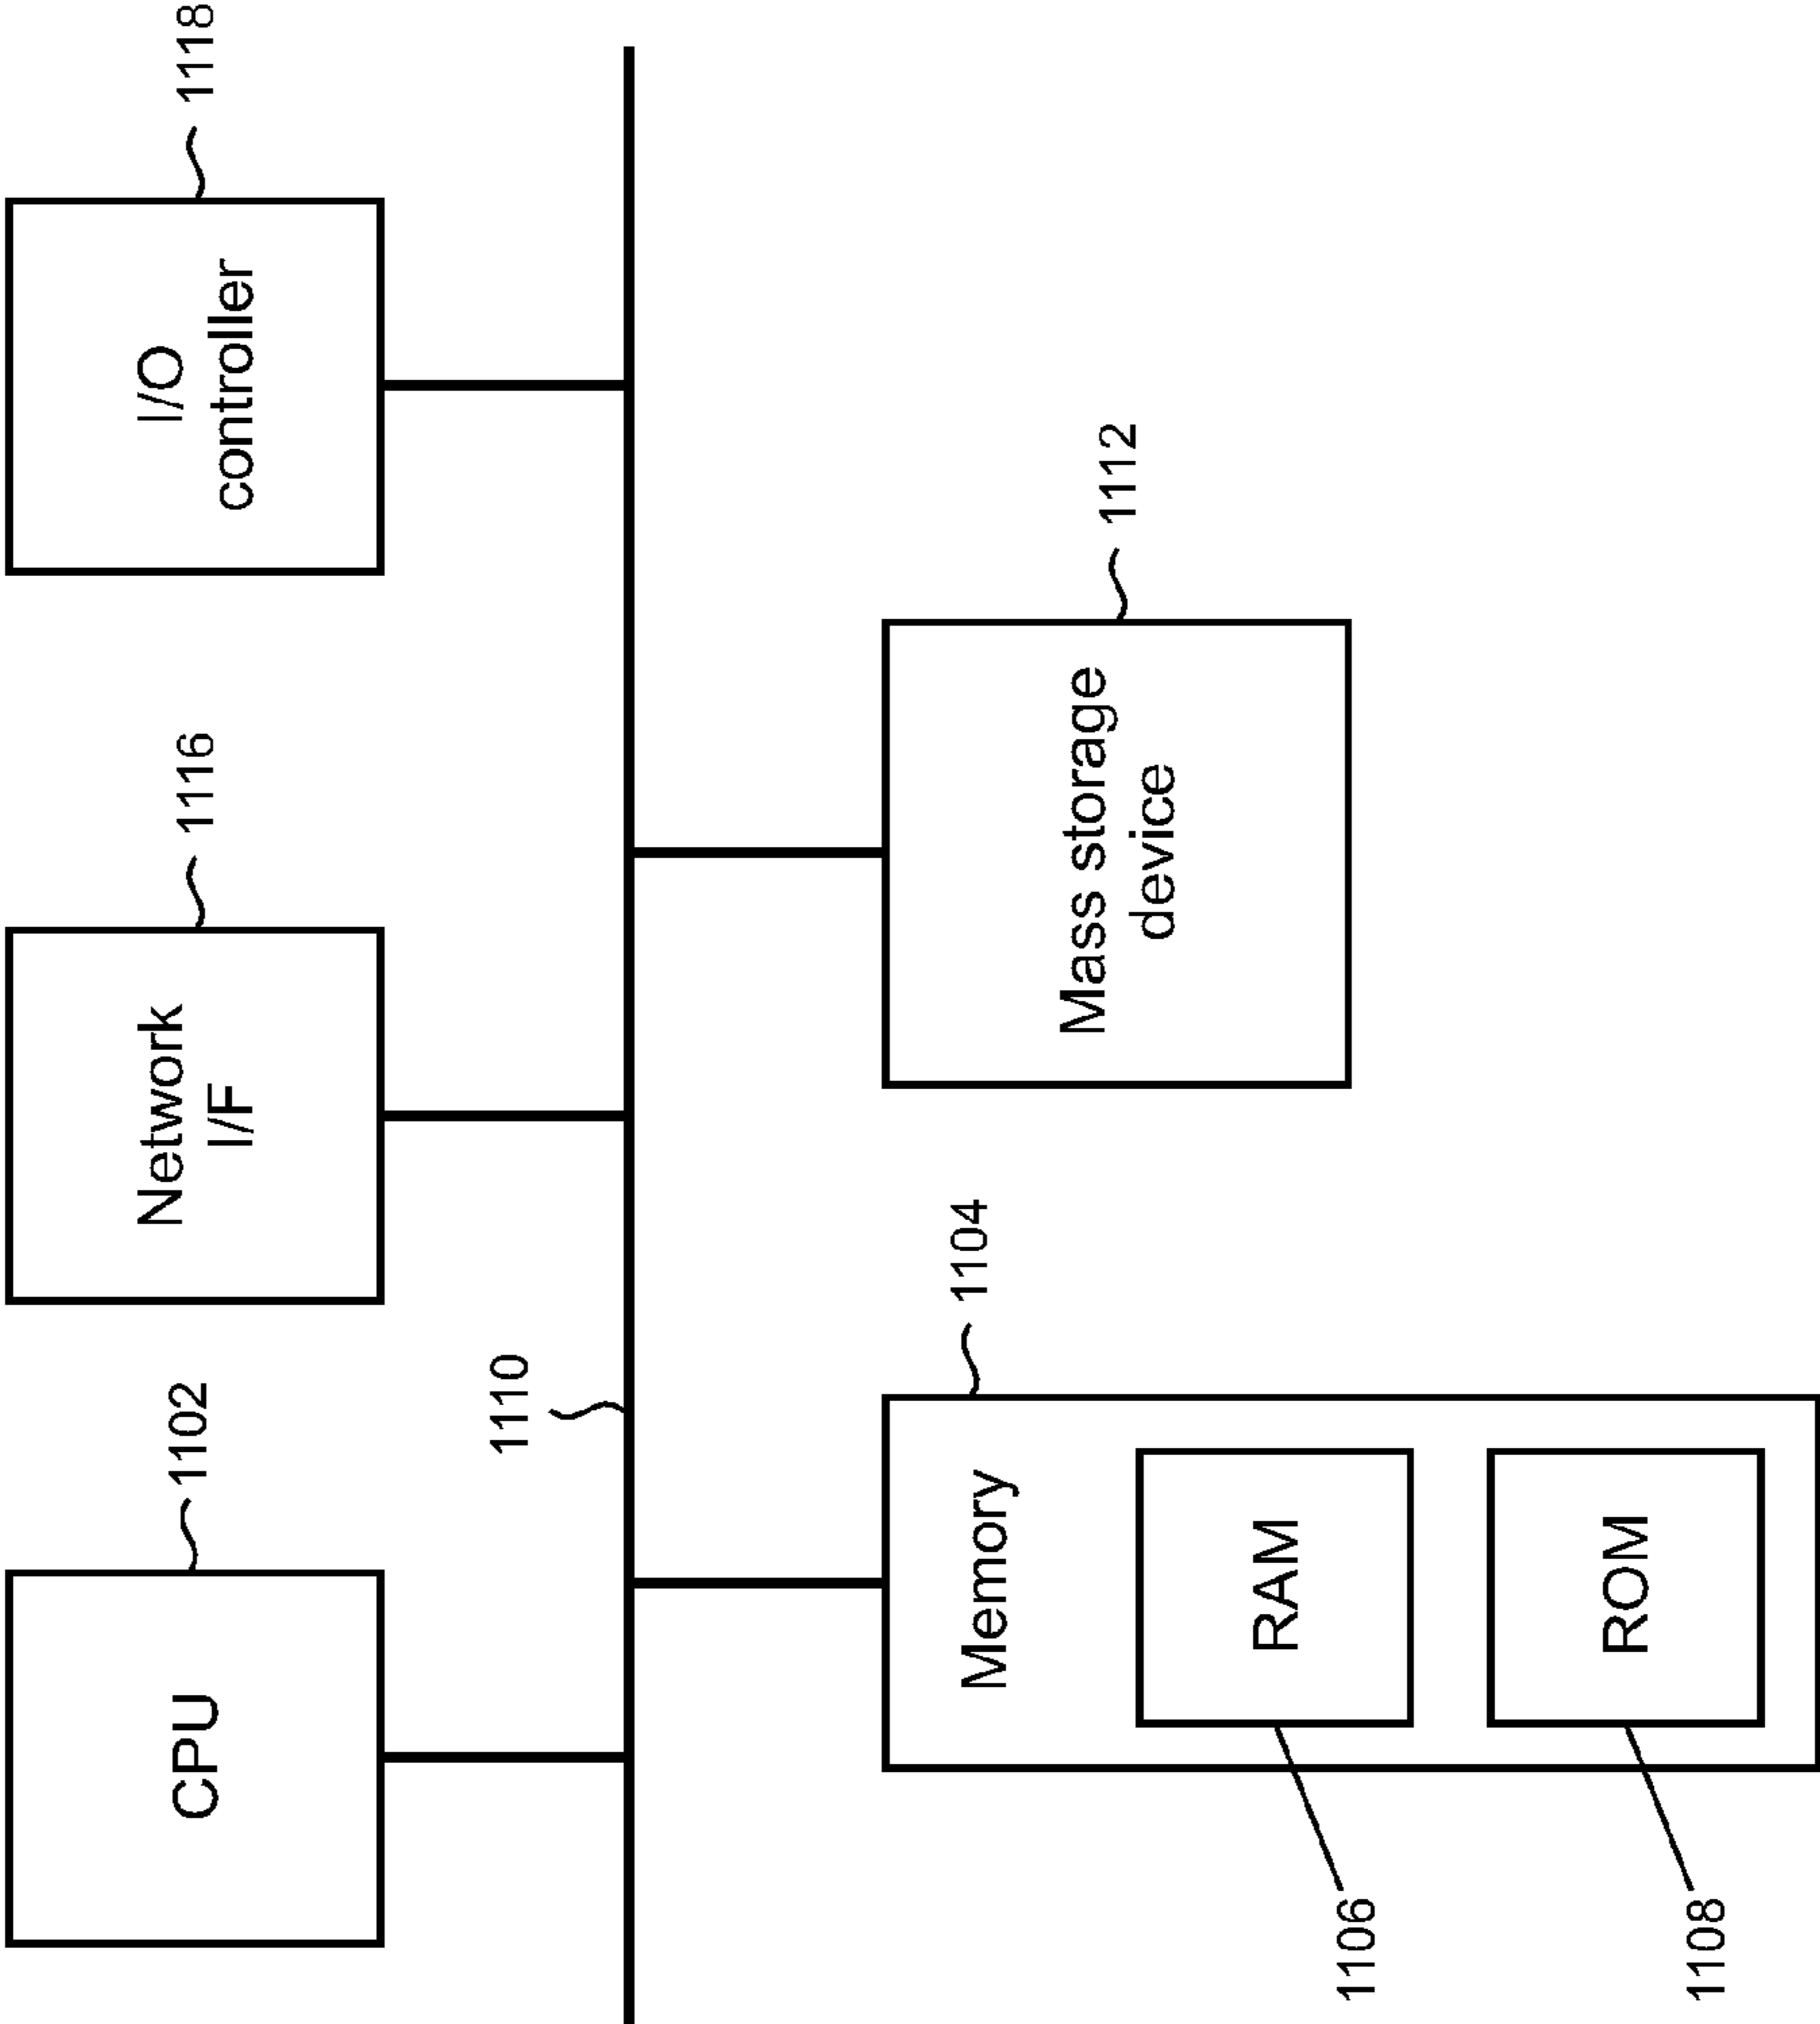 CPU
1102
Network
I/F
1116
I/O
controller
1118
1110
Memory
1104
RAM
1106
ROM
1108
Mass storage
device
1112